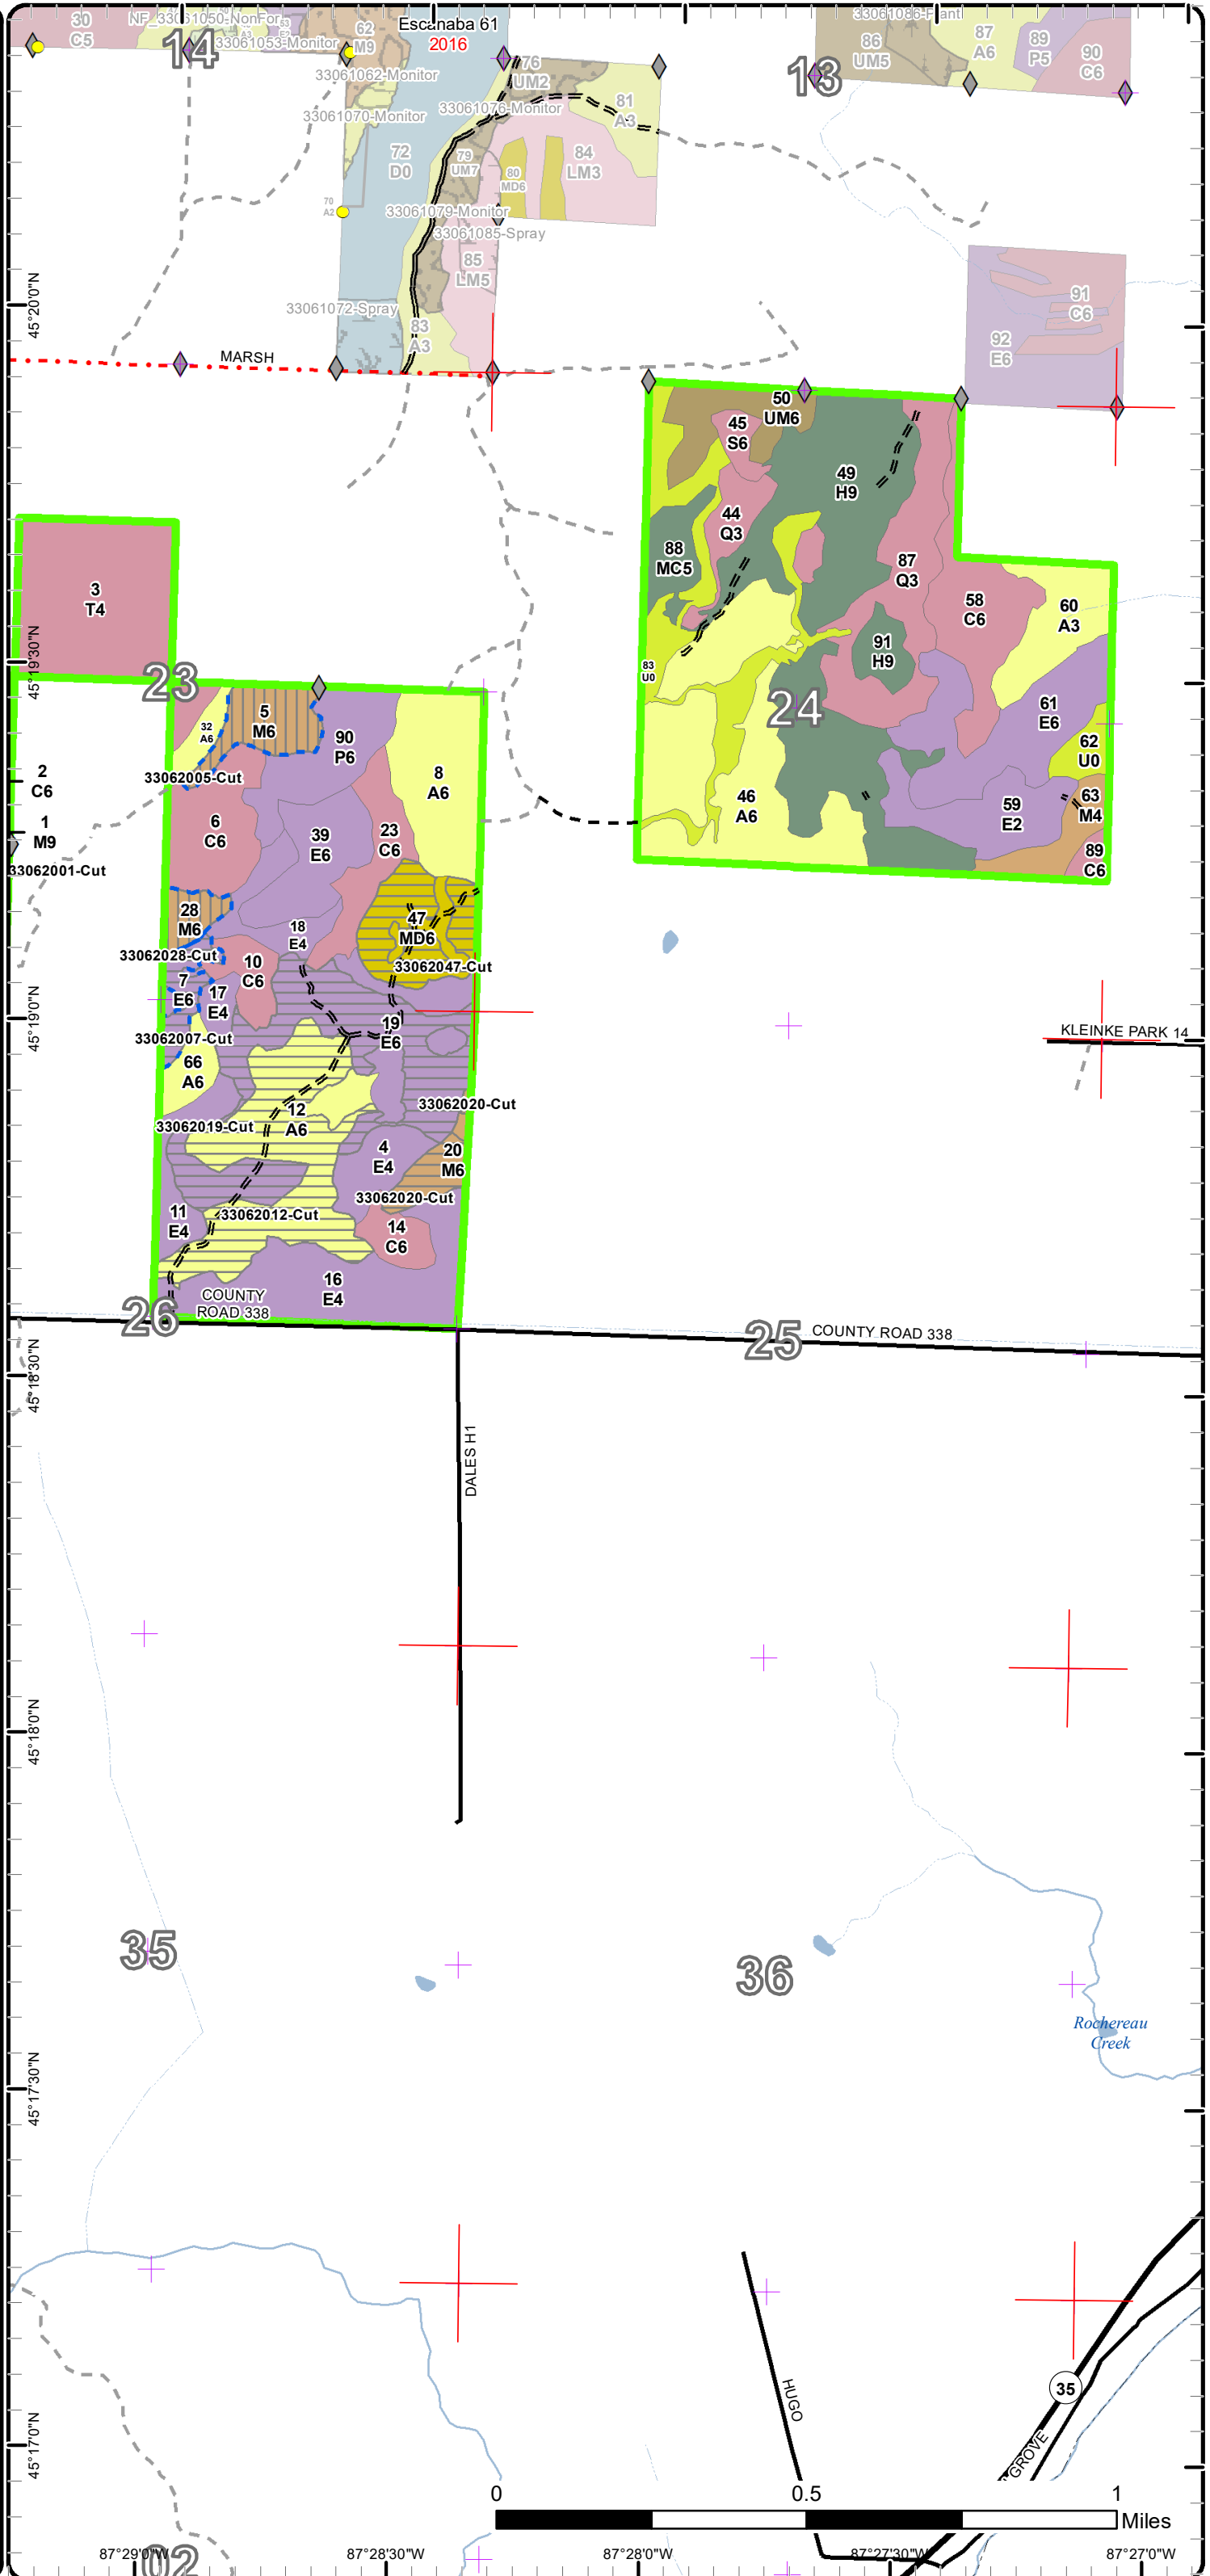 30
C5
NF_33061050-NonFor
33061053-Monitor
14
62
M9
Escanaba 61
2016
33061062-Monitor
33061070-Monitor
76
UM2
33061076-Monitor
81
A3
13
33061086-Plant
86
UM5
87
A6
89
P5
90
C6
72
D0
79
UM7
80
MD6
84
LM3
70
A2
33061079-Monitor
33061085-Spray
85
LM5
33061072-Spray
83
A3
91
C6
92
E6
45°20'0"N
MARSH
50
UM6
45
S6
49
H9
44
Q3
88
MC5
87
Q3
58
C6
60
A3
91
H9
83
U0
24
61
E6
62
U0
46
A6
59
E2
63
M4
89
C6
3
T4
45°19'30"N
23
32
A6
5
M6
90
P6
33062005-Cut
8
A6
2
C6
1
M9
33062001-Cut
6
C6
39
E6
23
C6
28
M6
18
E4
47
MD6
33062028-Cut
10
C6
33062047-Cut
7
E6
17
E4
19
E6
45°19'0"N
33062007-Cut
66
A6
KLEINKE PARK 14
12
A6
33062020-Cut
33062019-Cut
4
E4
20
M6
33062020-Cut
11
E4
33062012-Cut
14
C6
16
E4
COUNTY
ROAD 338
26
25
COUNTY ROAD 338
45°18'30"N
DALES H1
45°18'0"N
35
36
Rochereau
Creek
45°17'30"N
HUGO
35
GROVE
45°17'0"N
0
0.5
1
Miles
02
87°29'0"W
87°28'30"W
87°28'0"W
87°27'30"W
87°27'0"W